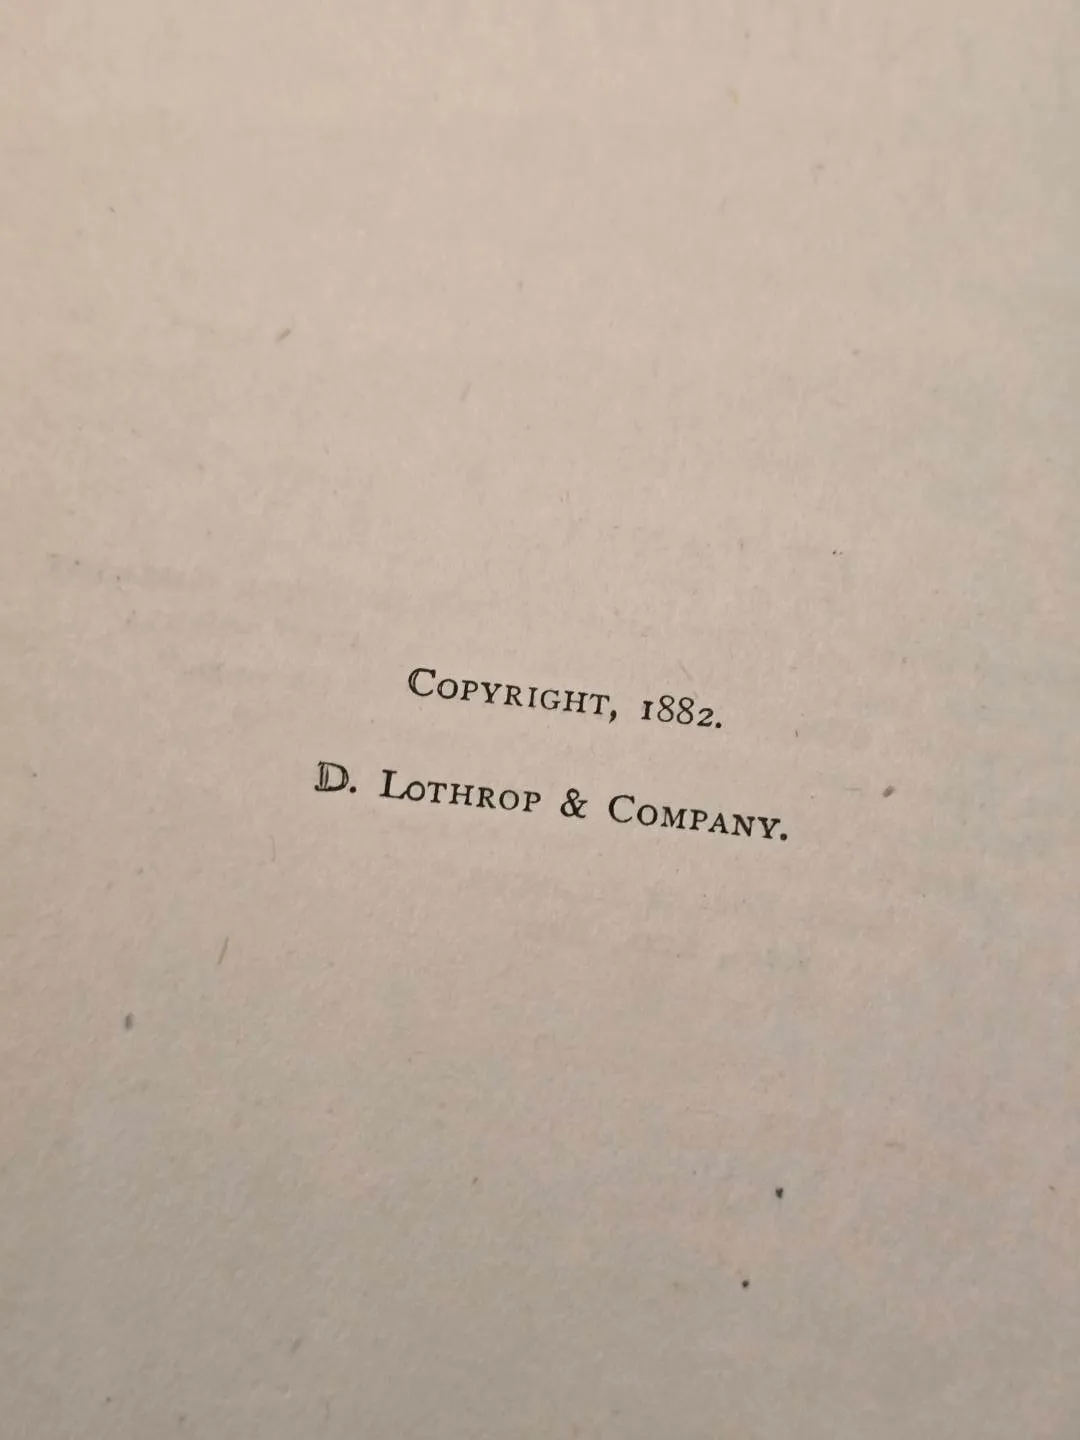 Copyright, 1882.
D. Lothrop & Company.